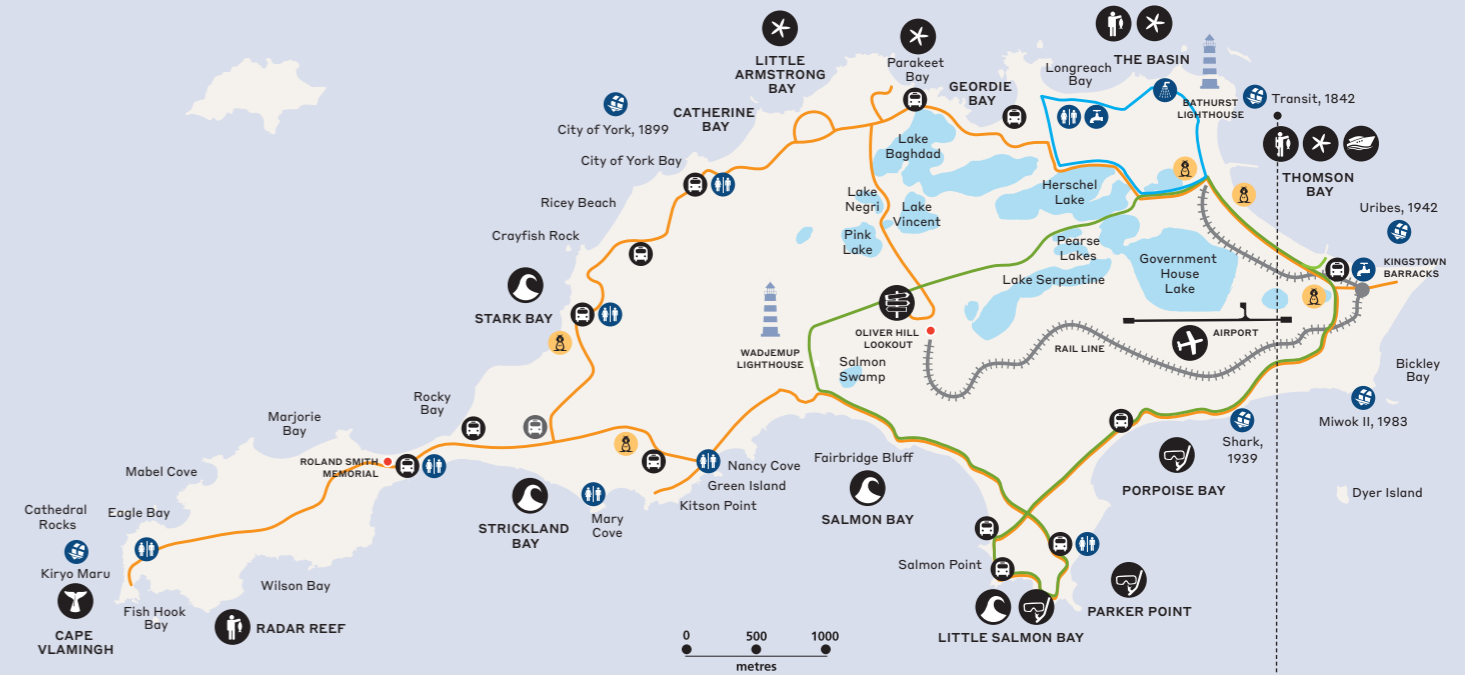 LITTLE
ARMSTRONG
BAY
Parakeet
Bay
GEORDIE
BAY
Longreach
Bay
THE BASIN
BATHURST
LIGHTHOUSE
Transit, 1842
THOMSON
BAY
City of York, 1899
CATHERINE
BAY
City of York Bay
Ricey Beach
Crayfish Rock
STARK BAY
Lake
Baghdad
Lake
Negri
Lake
Vincent
Pink
Lake
Herschel
Lake
Pearse
Lakes
Lake Serpentine
Government
House
Lake
Uribes, 1942
KINGSTOWN
BARRACKS
AIRPORT
RAIL LINE
OLIVER HILL
LOOKOUT
WADJEMUP
LIGHTHOUSE
Salmon
Swamp
Bickley
Bay
Miwok II, 1983
Shark,
1939
Rocky
Bay
Marjorie
Bay
ROLAND SMITH
MEMORIAL
Mabel Cove
Cathedral
Rocks
Eagle Bay
Kiryo Maru
CAPE
VLAMINGH
Fish Hook
Bay
Wilson Bay
RADAR REEF
STRICKLAND
BAY
Mary
Cove
Nancy Cove
Green Island
Kitson Point
Fairbridge Bluff
SALMON BAY
PORPOISE BAY
Dyer Island
Salmon Point
LITTLE SALMON BAY
PARKER POINT
0 500 1000
metres